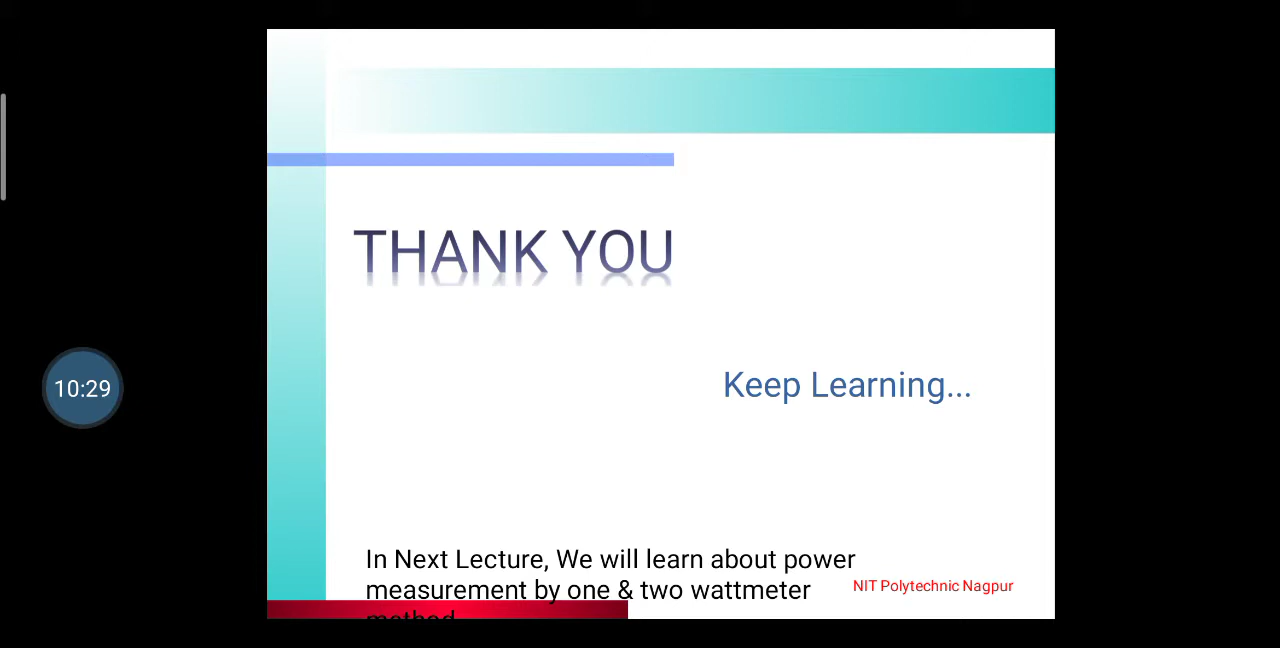 THANK YOU
10:29
Keep Learning...
In Next Lecture, We will learn about power
measurement by one & two wattmeter
method
NIT Polytechnic Nagpur